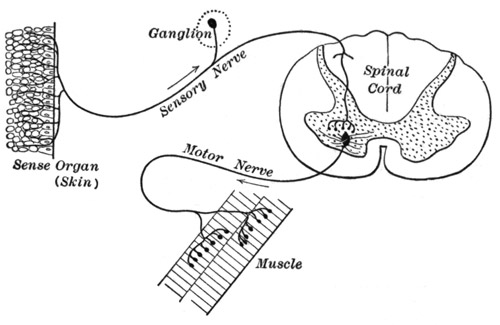 Ganglion
Sensory Nerve
Spinal
Cord
Sense Organ
(Skin)
Motor Nerve
Muscle